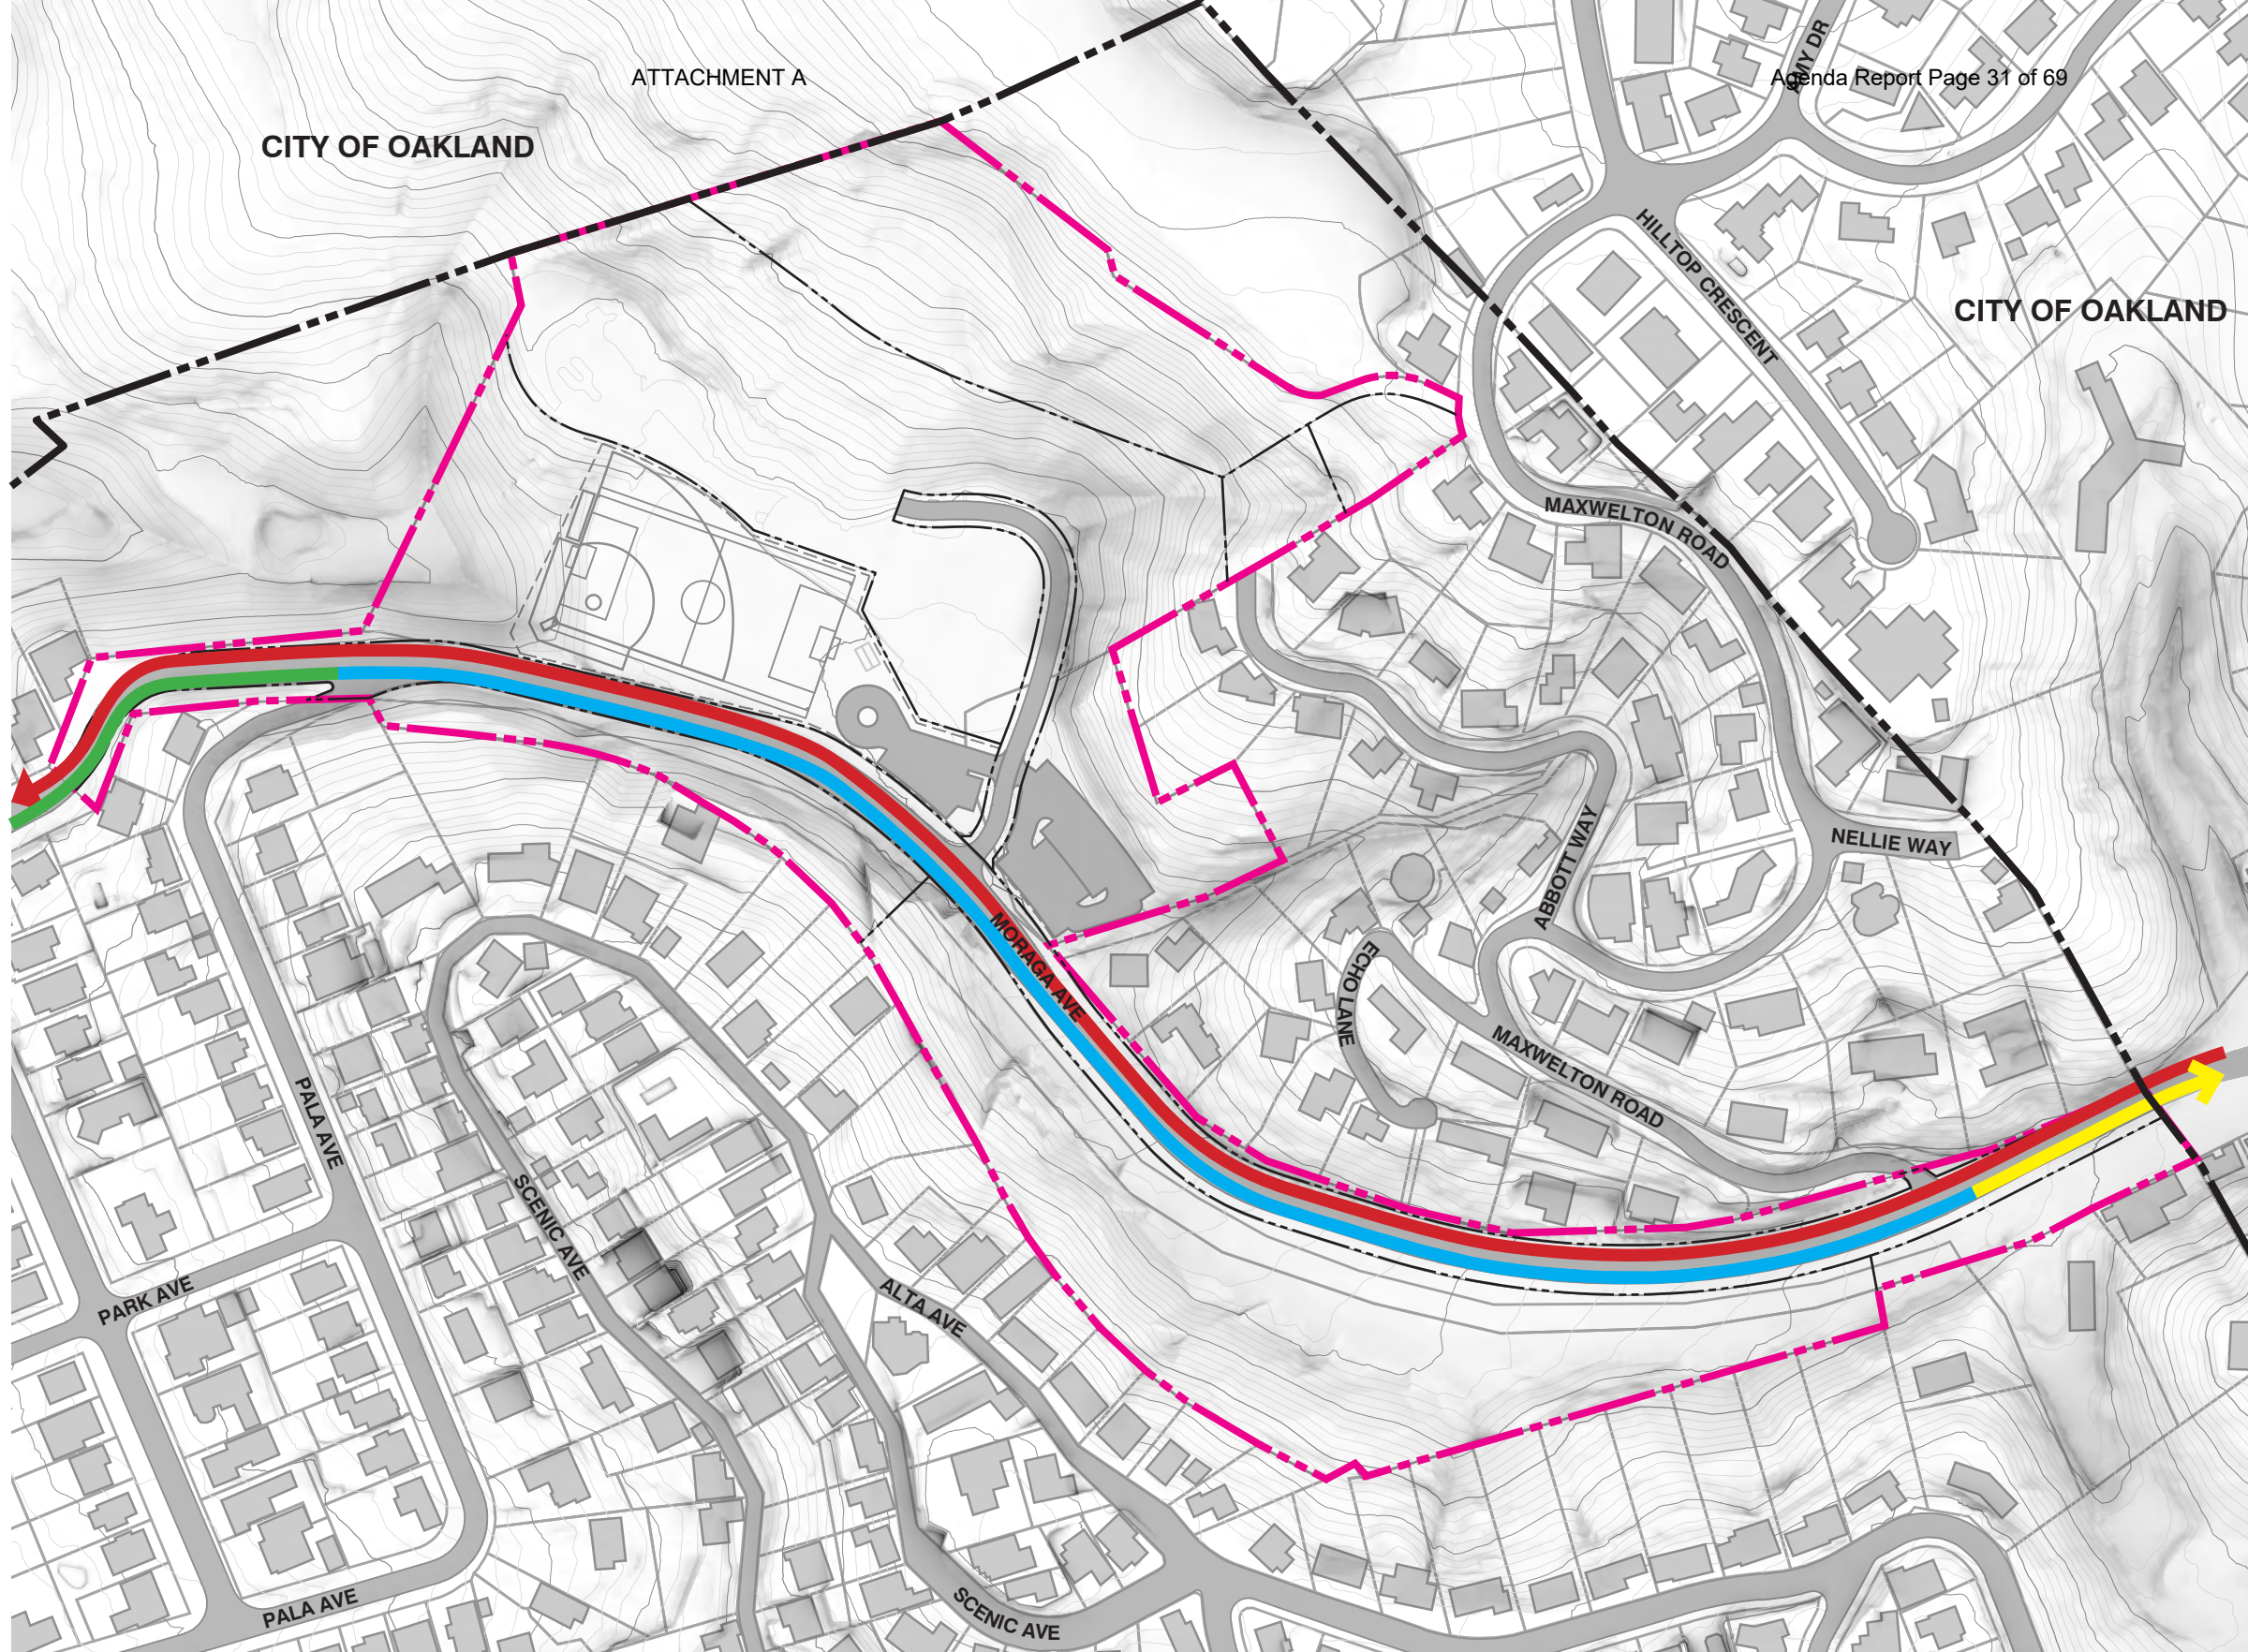 ATTACHMENT A
Agenda Report Page 31 of 69
AMY DR
CITY OF OAKLAND
HILLTOP CRESCENT
CITY OF OAKLAND
MAXWELTON ROAD
NELLIE WAY
ABBOTT WAY
MORAGA AVE
ECHO LANE
MAXWELTON ROAD
PALA AVE
SCENIC AVE
PARK AVE
ALTA AVE
PALA AVE
SCENIC AVE